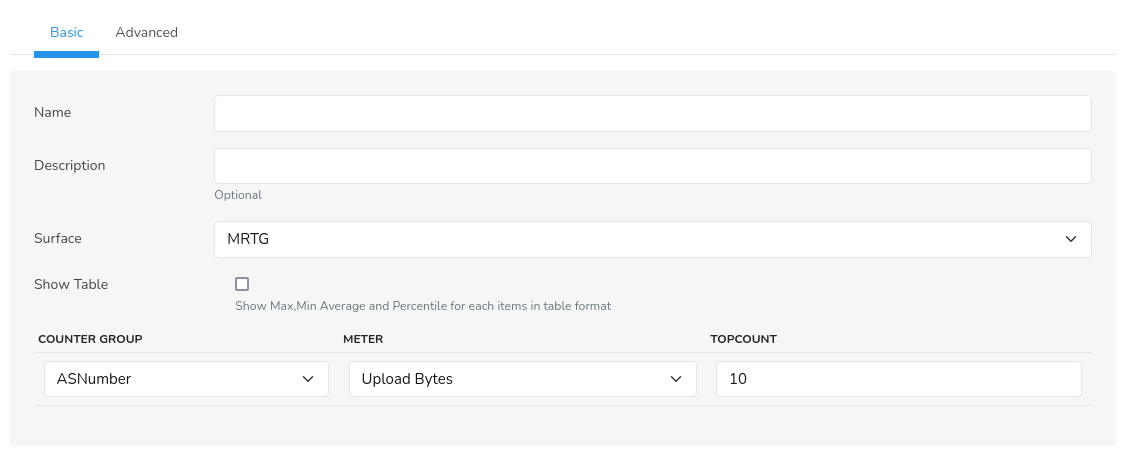 Basic Advanced
Name
Description
Optional
Surface MRTG
Show Table
Show Max,Min Average and Percentile for each items in table format
COUNTER GROUP METER TOPCOUNT
ASNumber Upload Bytes 10